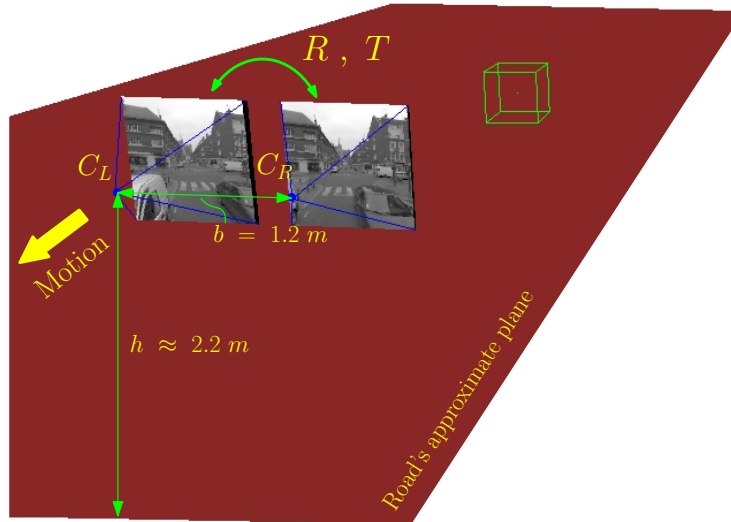 R , T
C_L
C_R
b = 1.2 m
Motion
h ≈ 2.2 m
Road's approximate plane